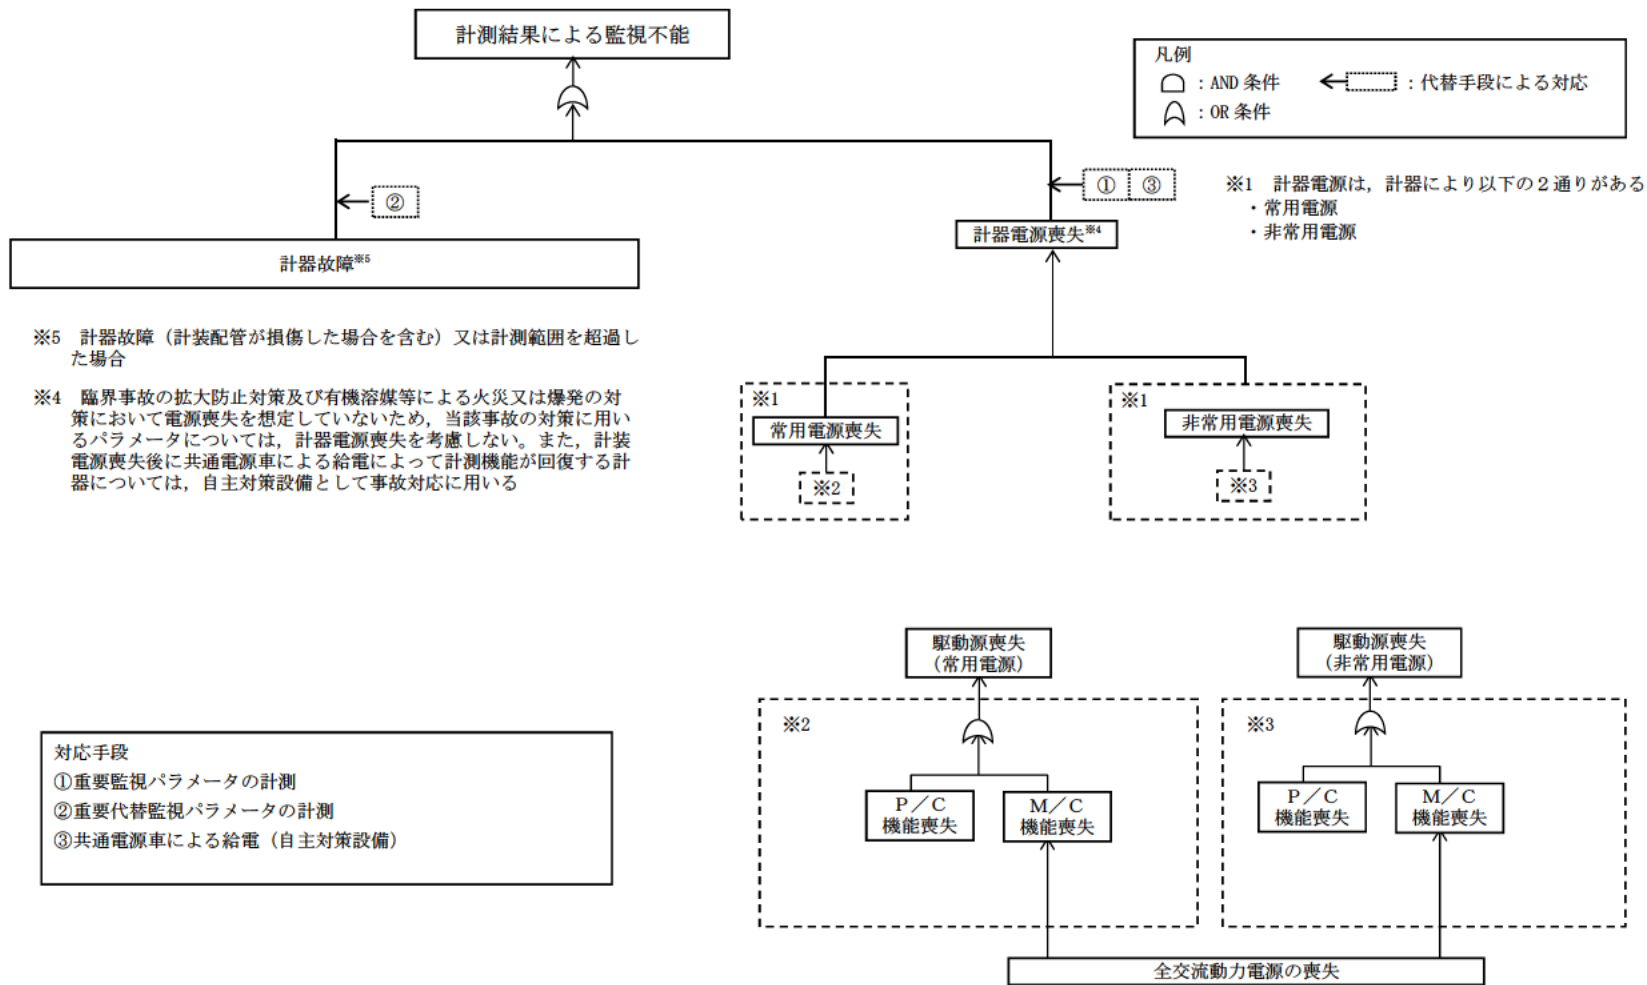 計測結果による監視不能
凡例
：AND 条件
：代替手段による対応
：OR 条件
②
① ③
※1 計器電源は，計器により以下の２通りがある
・常用電源
・非常用電源
計器電源喪失※4
計器故障※5
※5 計器故障（計装配管が損傷した場合を含む）又は計測範囲を超過し
た場合
※4 臨界事故の拡大防止対策及び有機溶媒等による火災又は爆発の対
策において電源喪失を想定していないため，当該事故の対策に用い
るパラメータについては，計器電源喪失を考慮しない。また，計装
電源喪失後に共通電源車による給電によって計測機能が回復する計
器については，自主対策設備として事故対応に用いる
※1
常用電源喪失
※2
※1
非常用電源喪失
※3
駆動源喪失
（常用電源）
駆動源喪失
（非常用電源）
※2
Ｐ／Ｃ
機能喪失
Ｍ／Ｃ
機能喪失
※3
Ｐ／Ｃ
機能喪失
Ｍ／Ｃ
機能喪失
全交流動力電源の喪失
対応手段
①重要監視パラメータの計測
②重要代替監視パラメータの計測
③共通電源車による給電（自主対策設備）